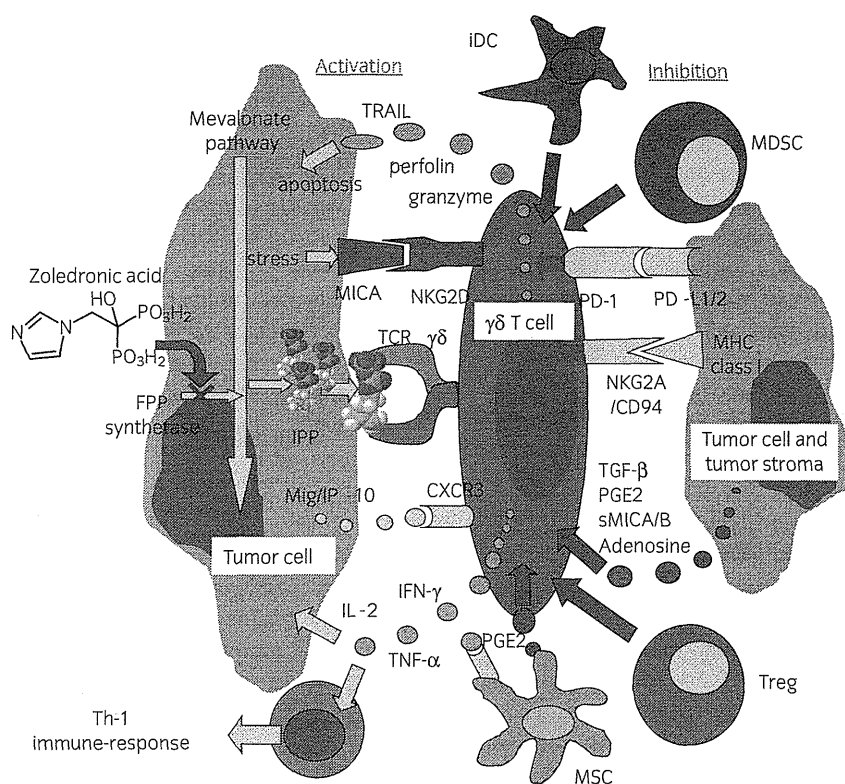 iDC
Activation
Inhibition
TRAIL
Mevalonate
pathway
MDSC
perfolin
apoptosis
granzyme
stress
Zoledronic acid
MICA
NKG2D
PD-1
PD-L1/2
HO
PO3H2
N
N
PO3H2
γδ T cell
TCR γδ
MHC
class I
NKG2A
/CD94
FPP
synthetase
IPP
Tumor cell and
tumor stroma
TGF-β
PGE2
sMICA/B
Adenosine
Mig/IP-10
CXCR3
Tumor cell
IFN-γ
IL-2
TNF-α
PGE2
Treg
Th-1
immune-response
MSC